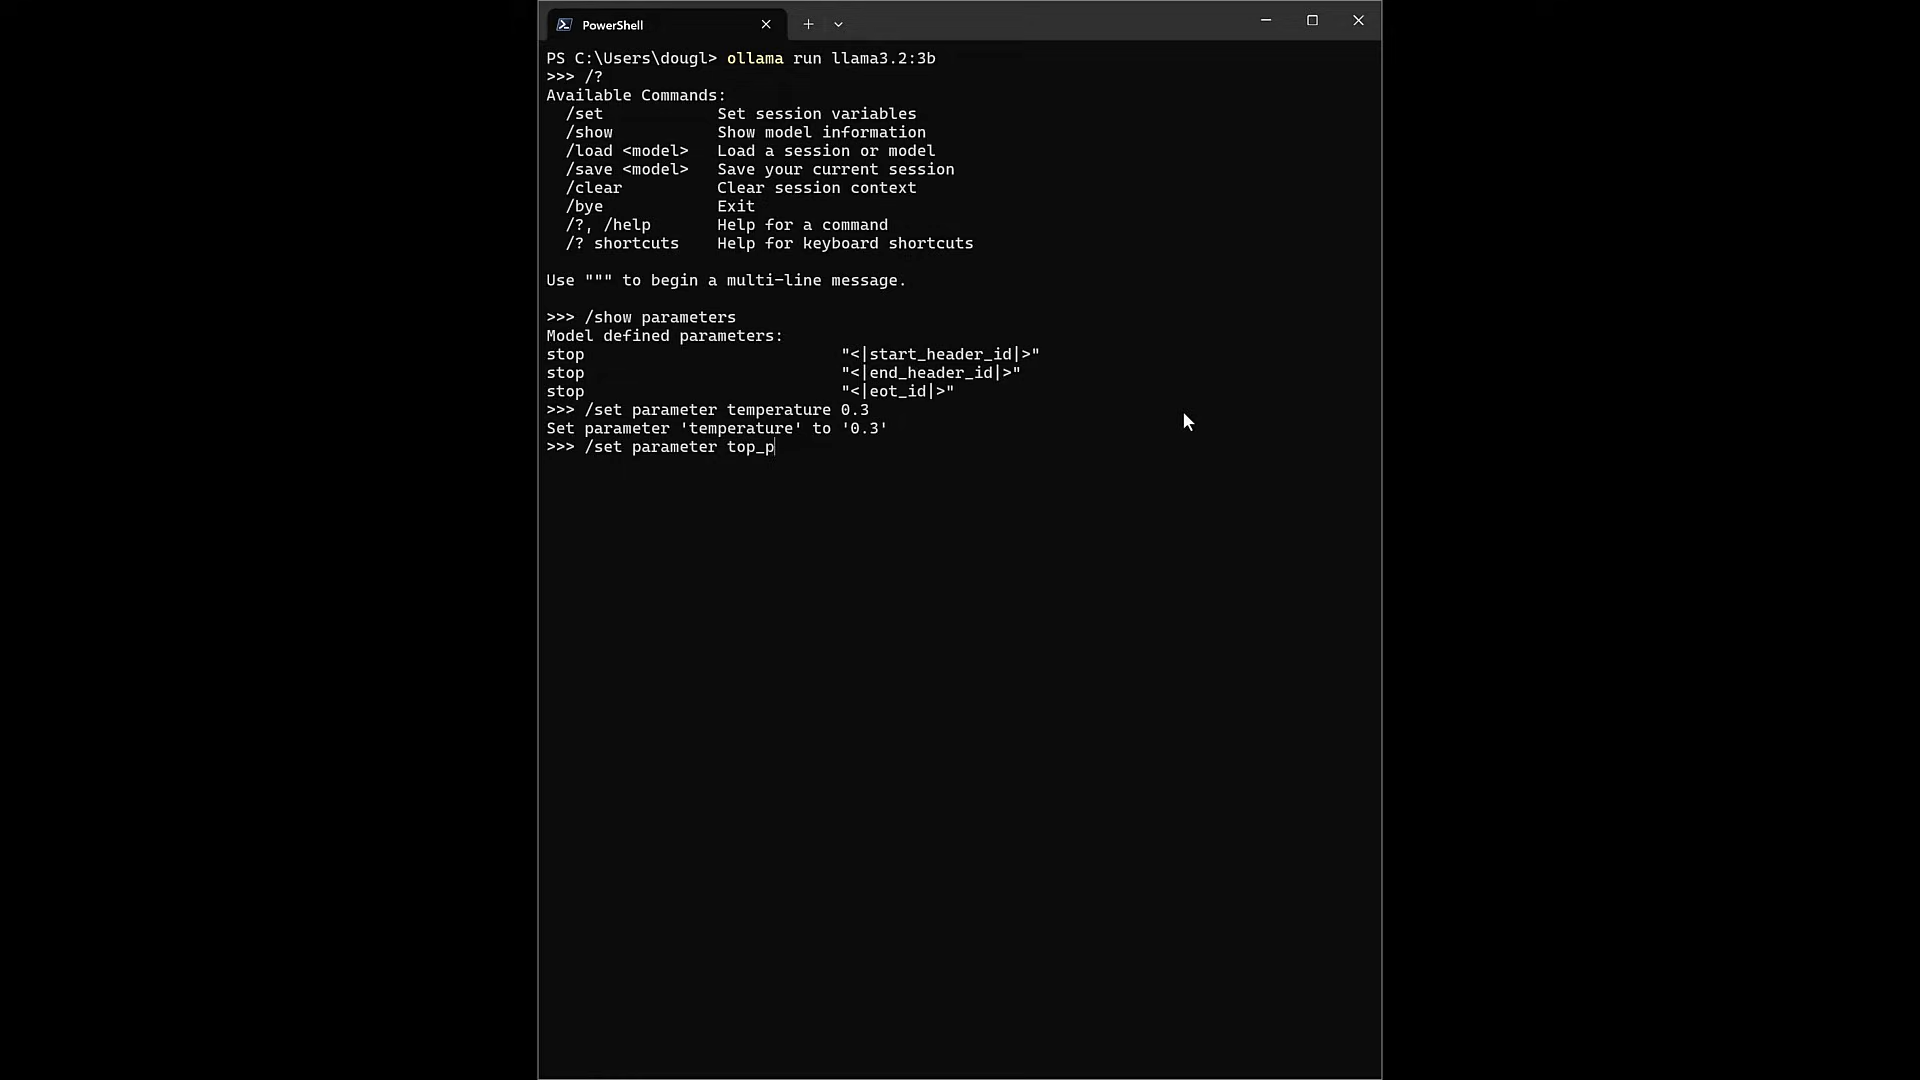 PowerShell
PS C:\Users\dougl> ollama run llama3.2:3b
>>> /?
Available Commands:
  /set            Set session variables
  /show           Show model information
  /load <model>   Load a session or model
  /save <model>   Save your current session
  /clear          Clear session context
  /bye            Exit
  /?, /help       Help for a command
  /? shortcuts    Help for keyboard shortcuts
Use """ to begin a multi-line message.
>>> /show parameters
Model defined parameters:
stop                           "<|start_header_id|>"
stop                           "<|end_header_id|>"
stop                           "<|eot_id|>"
>>> /set parameter temperature 0.3
Set parameter 'temperature' to '0.3'
>>> /set parameter top_p